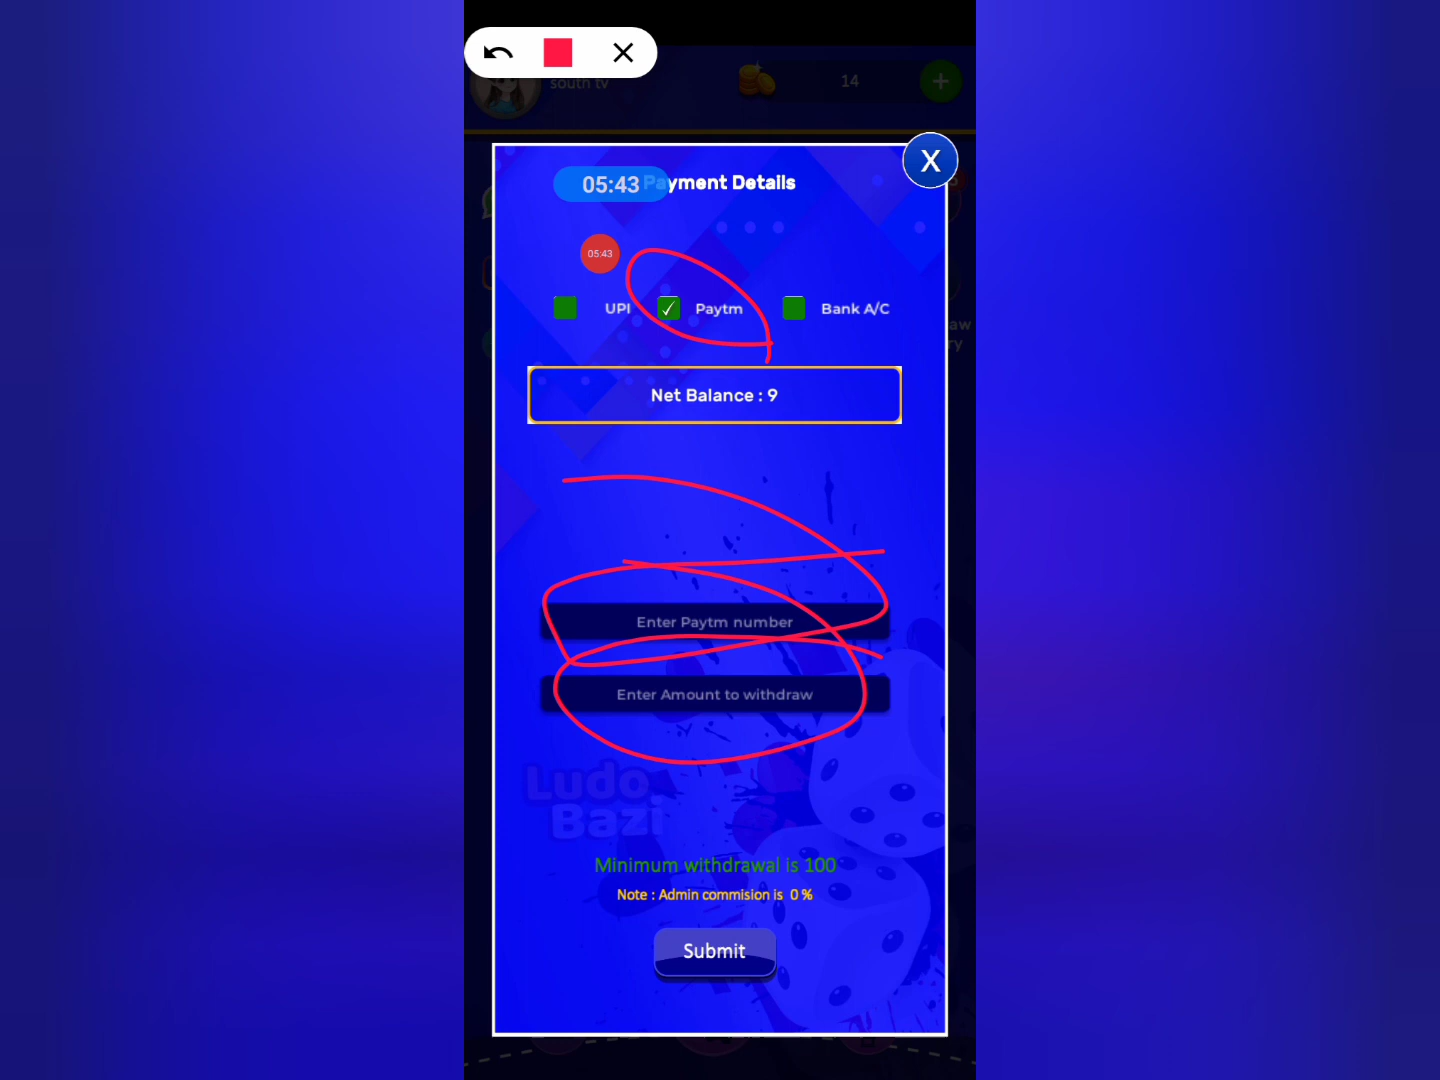 south tv
14
X
05:43
Payment Details
05:43
UPI
Paytm
Bank A/C
Net Balance : 9
Enter Paytm number
Enter Amount to withdraw
Ludo
Bazi
Minimum withdrawal is 100
Note : Admin commision is 0 %
Submit